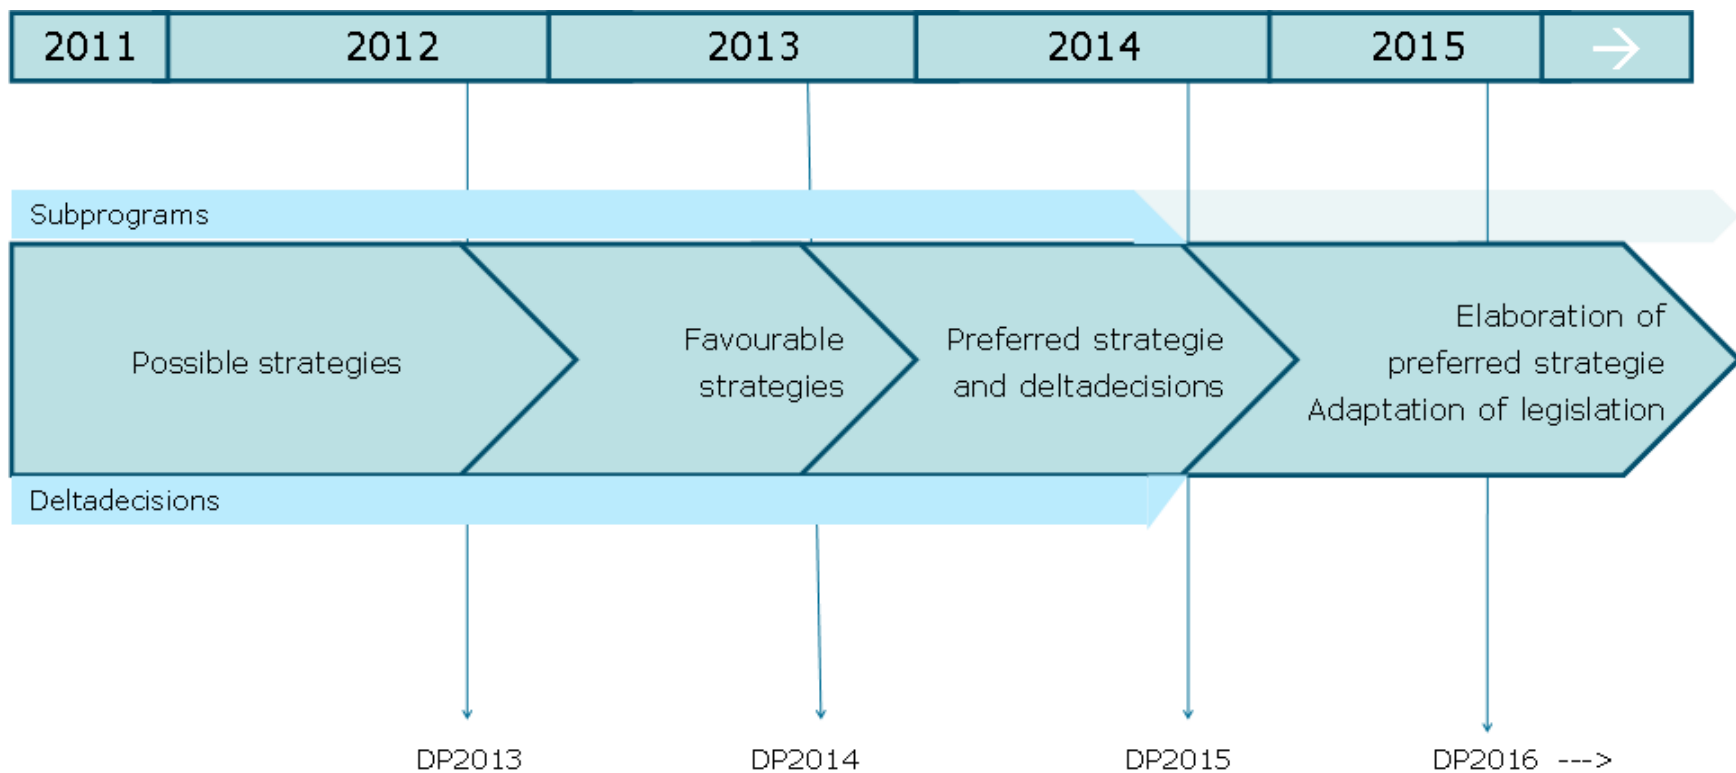 2011 2012 2013 2014 2015 →
Subprograms
Possible strategies
Favourable
strategies
Preferred strategie
and deltadecisions
Elaboration of
preferred strategie
Adaptation of legislation
Deltadecisions
DP2013 DP2014 DP2015 DP2016 --->